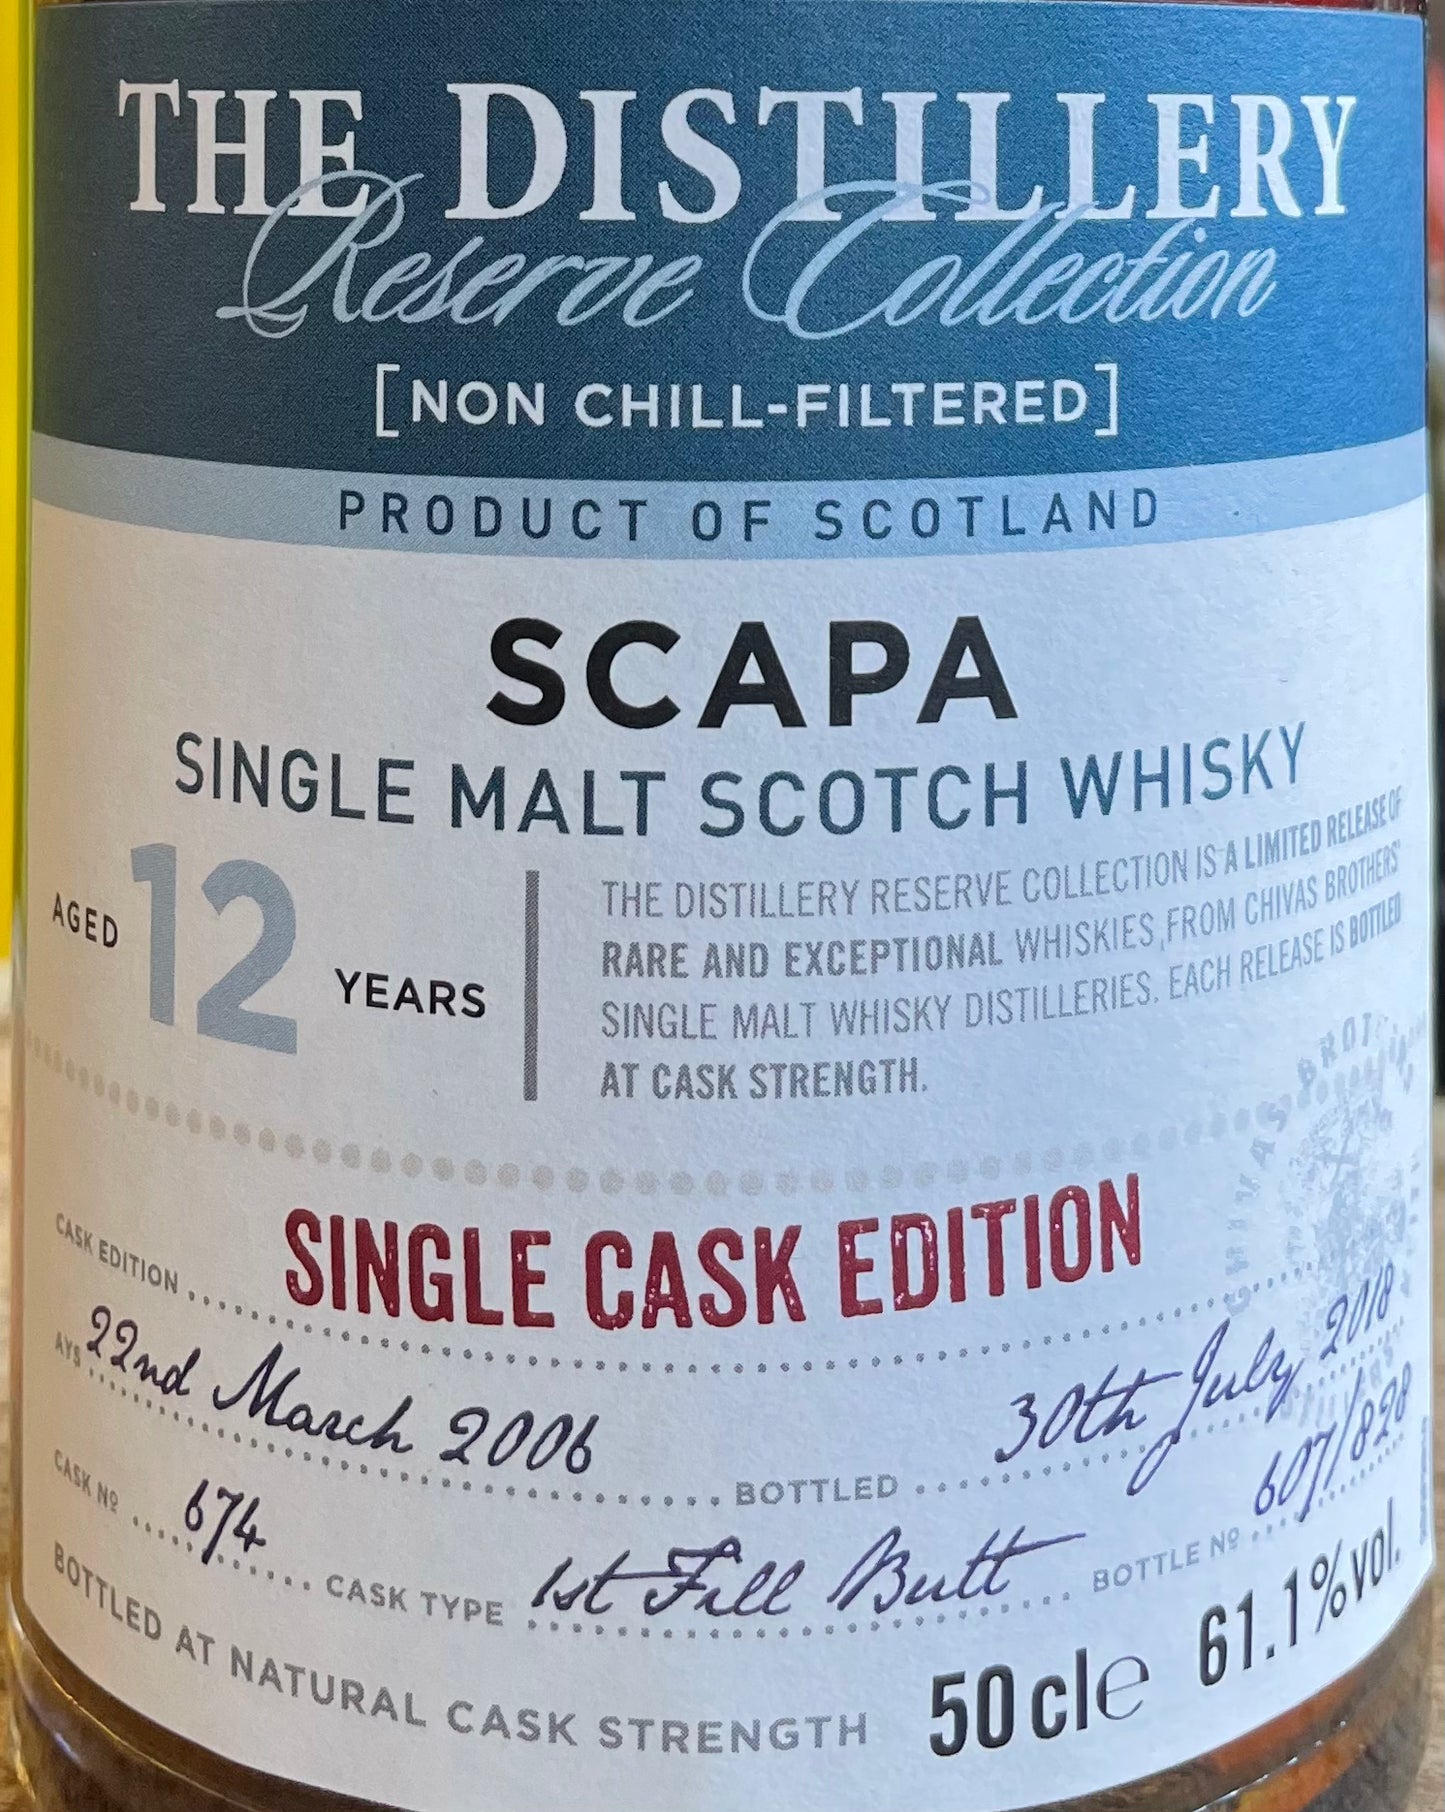 THE DISTILLERY
Reserve Collection
[NON CHILL-FILTERED]
PRODUCT OF SCOTLAND
SCAPA
SINGLE MALT SCOTCH WHISKY
AGED 12 YEARS
THE DISTILLERY RESERVE COLLECTION IS A LIMITED RELEASE OF
RARE AND EXCEPTIONAL WHISKIES FROM CHIVAS BROTHERS'
SINGLE MALT WHISKY DISTILLERIES. EACH RELEASE IS BOTTLED
AT CASK STRENGTH.
CASK EDITION SINGLE CASK EDITION
22nd March 2006 BOTTLED 30th July 2018
CASK Nº 674 CASK TYPE 1st Fill Butt BOTTLE Nº 607/828
BOTTLED AT NATURAL CASK STRENGTH 50 cl e 61.1% vol.
CHIVAS